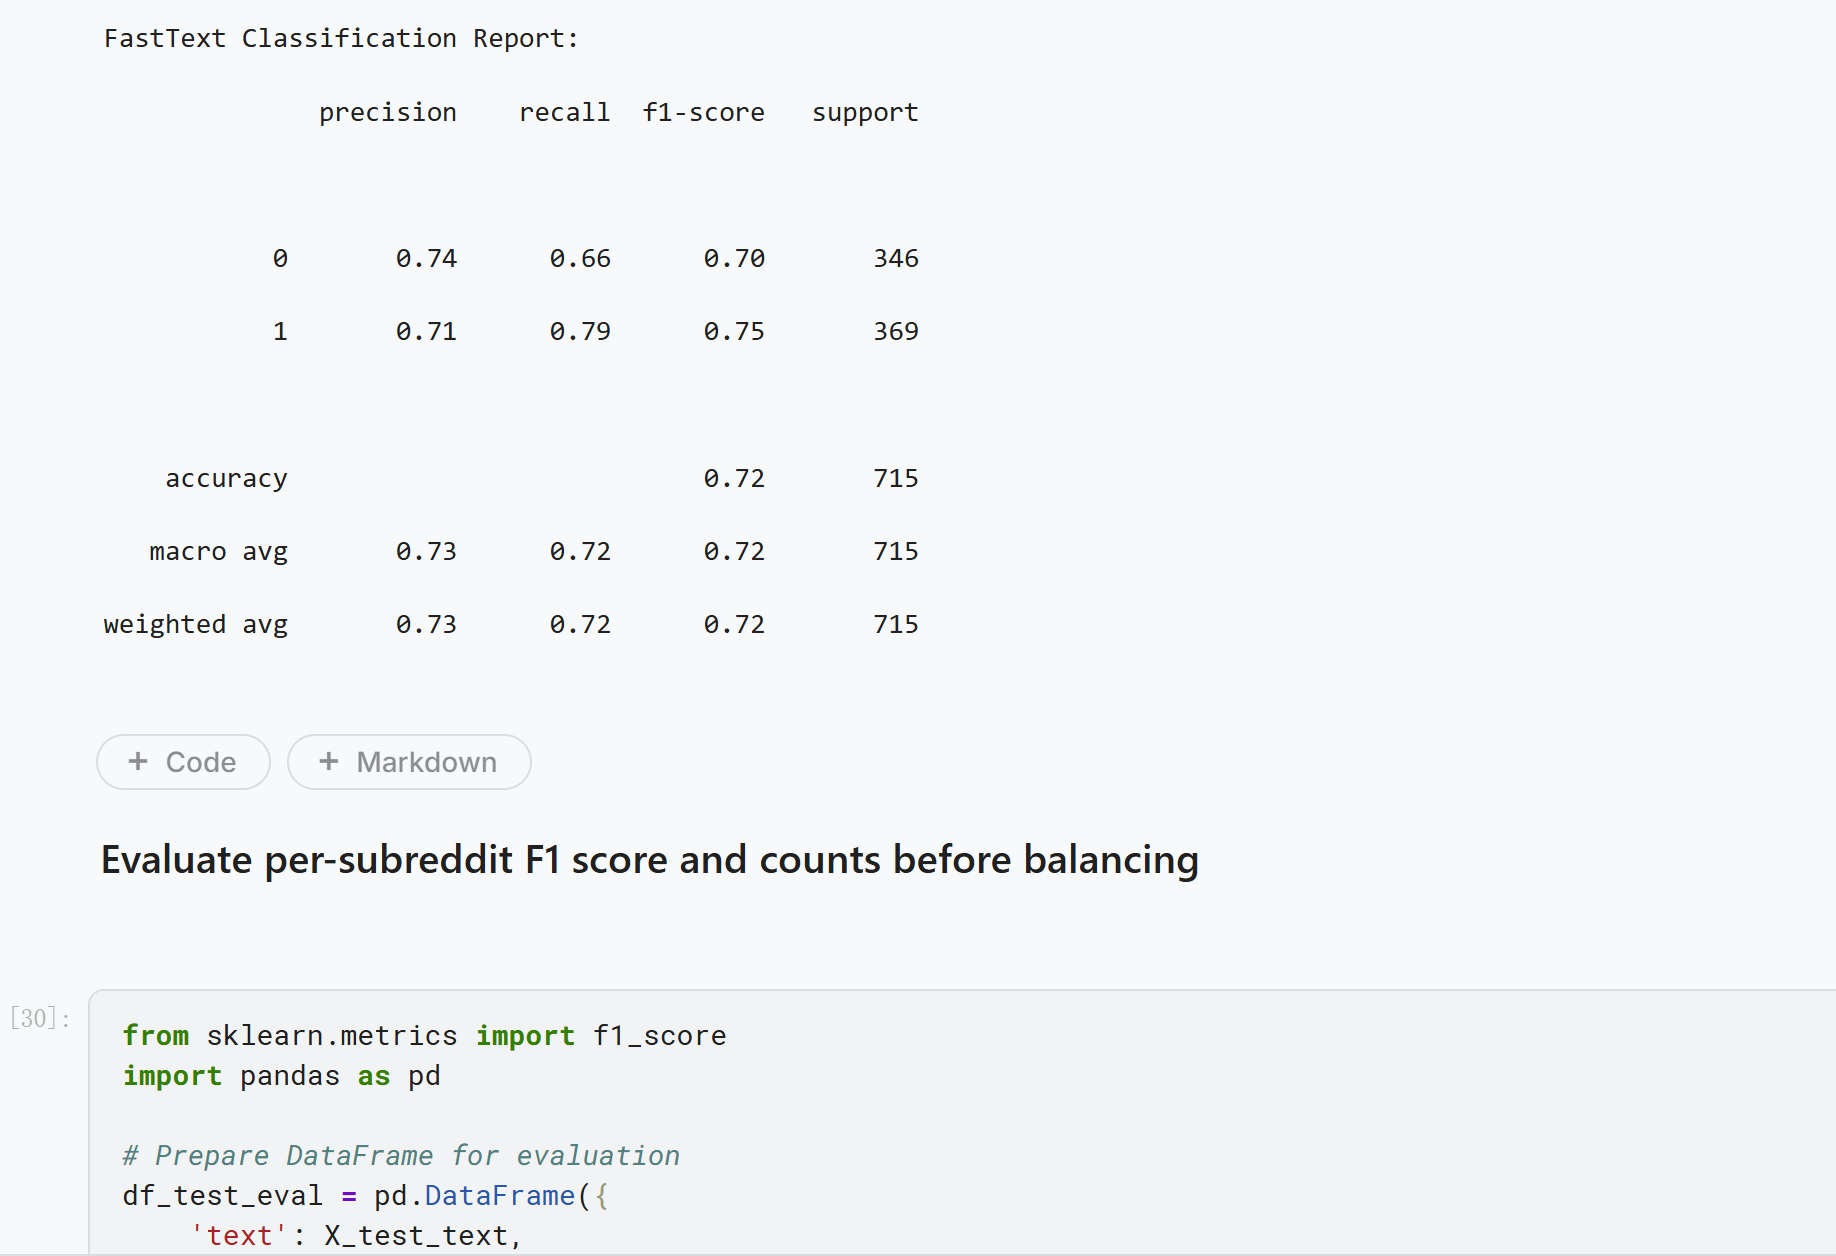 FastText Classification Report:
precision recall f1-score support
0 0.74 0.66 0.70 346
1 0.71 0.79 0.75 369
accuracy 0.72 715
macro avg 0.73 0.72 0.72 715
weighted avg 0.73 0.72 0.72 715
+ Code + Markdown
Evaluate per-subreddit F1 score and counts before balancing
[30]:
from sklearn.metrics import f1_score
import pandas as pd
# Prepare DataFrame for evaluation
df_test_eval = pd.DataFrame({
'text': X_test_text,